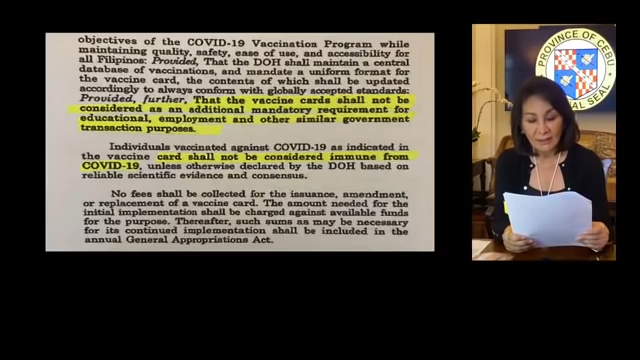 objectives of the COVID-19 Vaccination Program while
maintaining quality, safety, ease of use, and accessibility for
all Filipinos: Provided, That the DOH shall maintain a central
database of vaccinations, and mandate a uniform format for
the vaccine card, the contents of which shall be updated
accordingly to always conform with globally accepted standards:
Provided, further, That the vaccine cards shall not be
considered as an additional mandatory requirement for
educational, employment and other similar government
transaction purposes.
Individuals vaccinated against COVID-19 as indicated in
the vaccine card shall not be considered immune from
COVID-19, unless otherwise declared by the DOH based on
reliable scientific evidence and consensus.
No fees shall be collected for the issuance, amendment,
or replacement of a vaccine card. The amount needed for the
initial implementation shall be charged against available funds
for the purpose. Thereafter, such sums as may be necessary
for its continued implementation shall be included in the
annual General Appropriations Act.
PROVINCE OF CEBU
SEAL